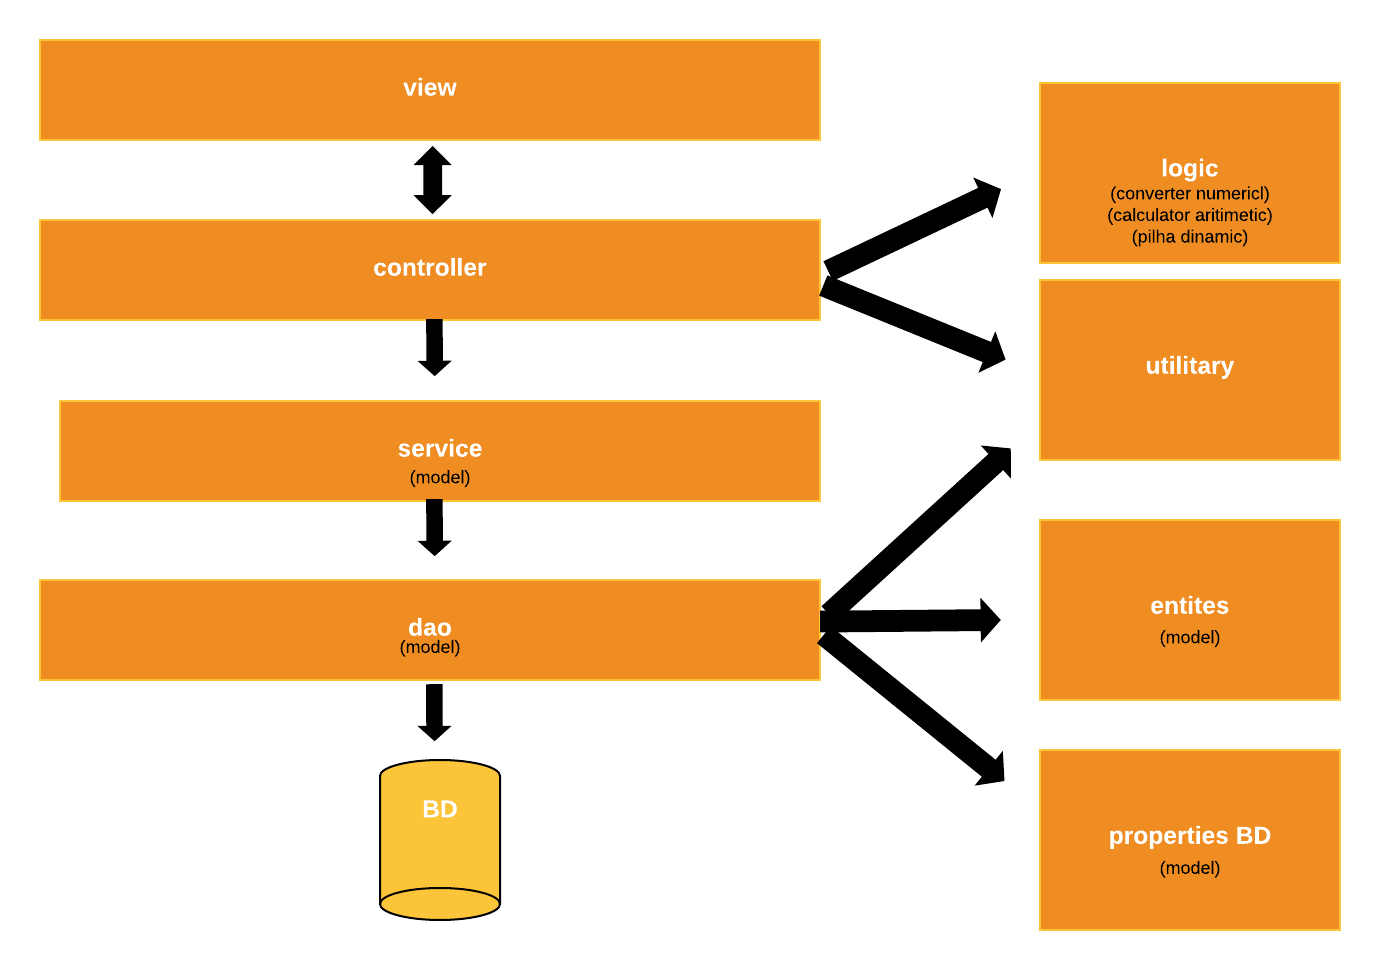 view
controller
service
(model)
dao
(model)
BD
logic
(converter numericl)
(calculator aritimetic)
(pilha dinamic)
utilitary
entites
(model)
properties BD
(model)